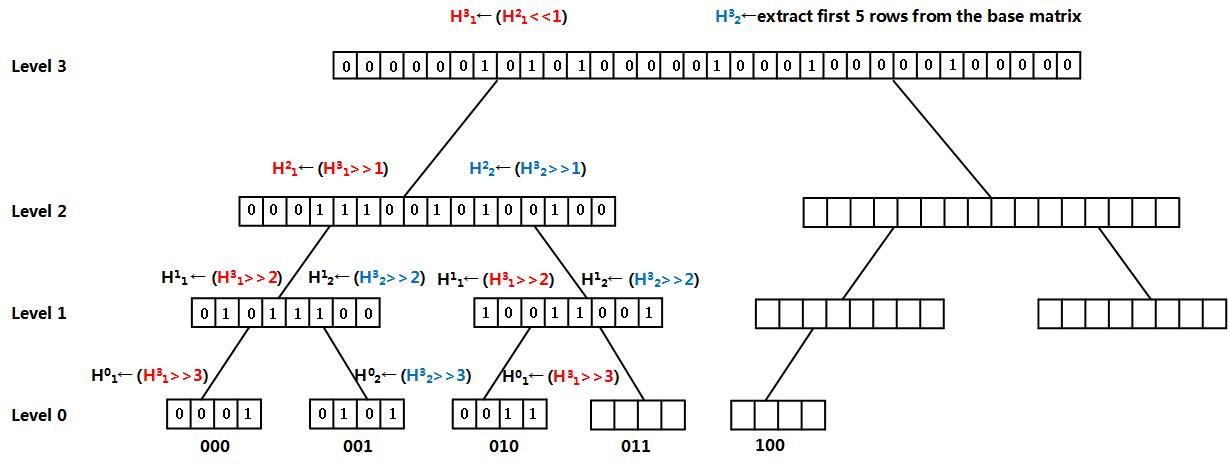 H³₁←(H²₁<<1) H³₂←extract first 5 rows from the base matrix
Level 3 0 0 0 0 0 0 1 0 1 0 1 0 0 0 0 0 1 0 0 0 1 0 0 0 0 0 1 0 0 0 0 0
H²₁←(H³₁>>1) H²₂←(H³₂>>1)
Level 2 0 0 0 1 1 1 0 0 1 0 1 0 0 1 0 0
H¹₁←(H³₁>>2) H¹₂←(H³₂>>2) H¹₁←(H³₁>>2) H¹₂←(H³₂>>2)
Level 1 0 1 0 1 1 1 0 0 1 0 0 1 1 0 0 1
H⁰₁←(H³₁>>3) H⁰₂←(H³₂>>3) H⁰₁←(H³₁>>3)
Level 0 0 0 0 1 0 1 0 1 0 0 1 1
000 001 010 011 100